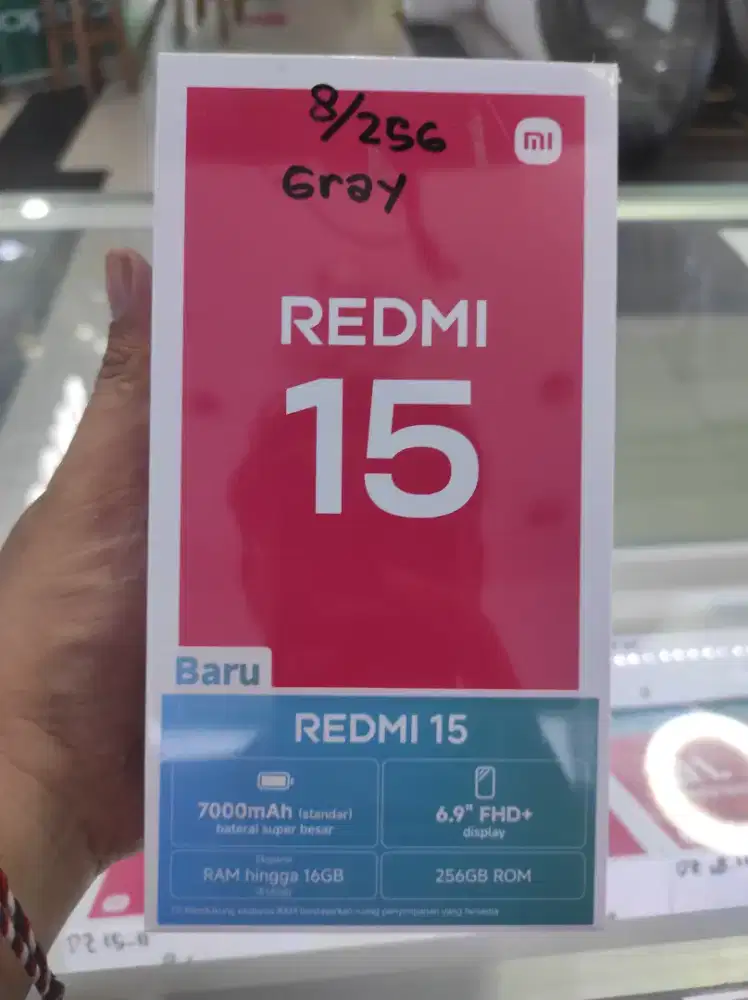 8/256
Gray
mi
REDMI
15
Baru
REDMI 15
7000mAh (standar)
baterai super besar
6.9" FHD+
display
Ekspansi
RAM hingga 16GB
256GB ROM